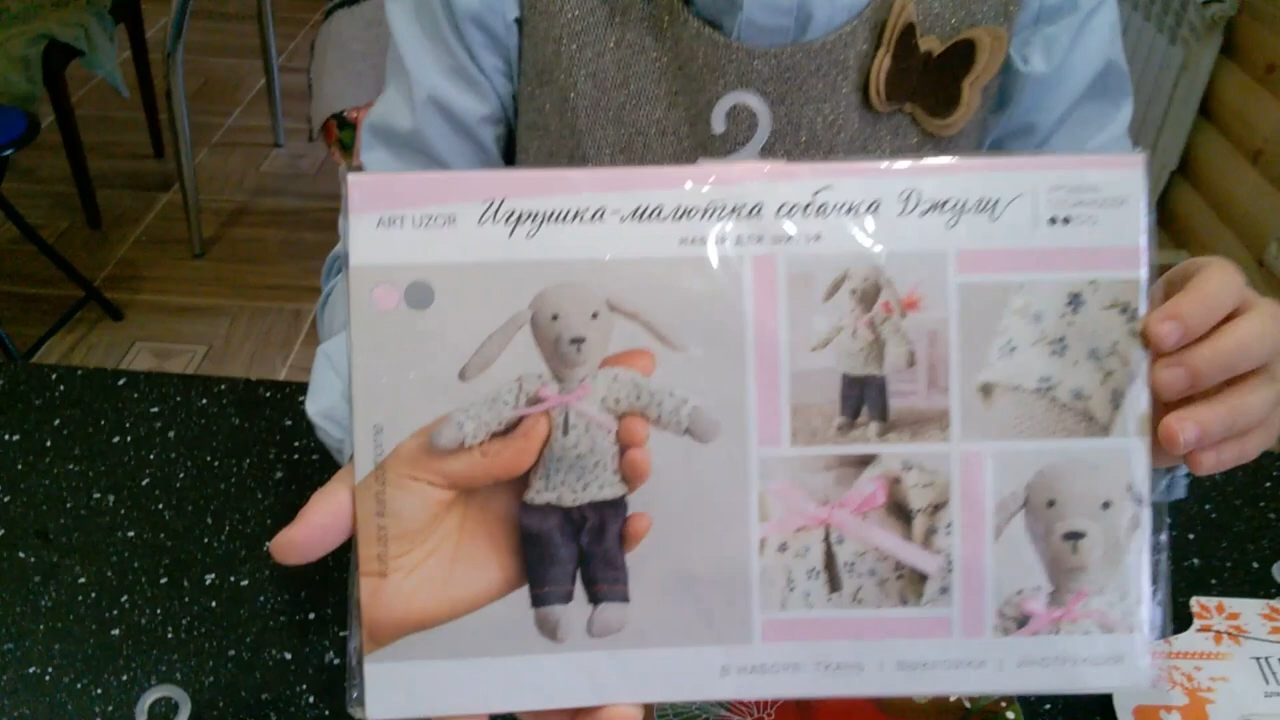 ART UZOR
Игрушка-малютка собачка Джули
НАБОР ДЛЯ ШИТЬЯ
В НАБОРЕ: ТКАНЬ | ВЫКРОЙКИ | ИНСТРУКЦИЯ